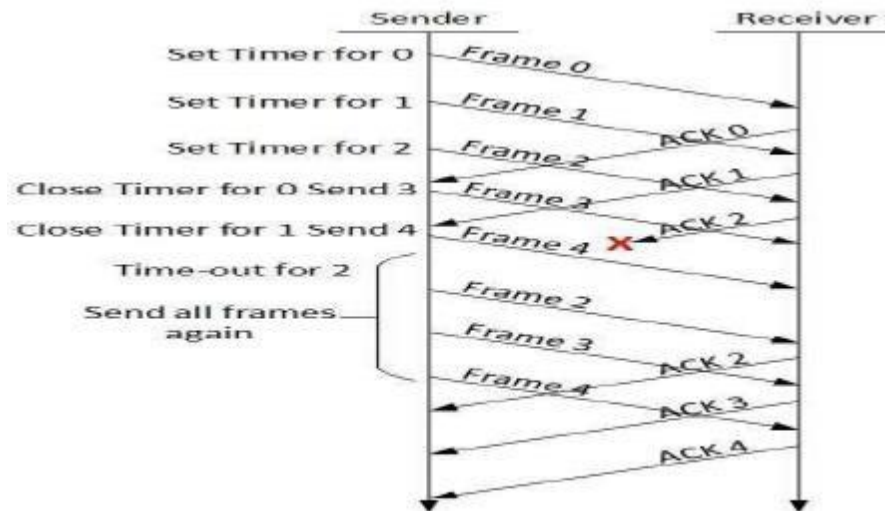 Sender
Receiver
Set Timer for 0
Frame 0
Set Timer for 1
Frame 1
ACK 0
Set Timer for 2
Frame 2
ACK 1
Close Timer for 0 Send 3
Frame 3
ACK 2
Close Timer for 1 Send 4
Frame 4
Time-out for 2
Frame 2
Send all frames
again
Frame 3
ACK 2
Frame 4
ACK 3
ACK 4